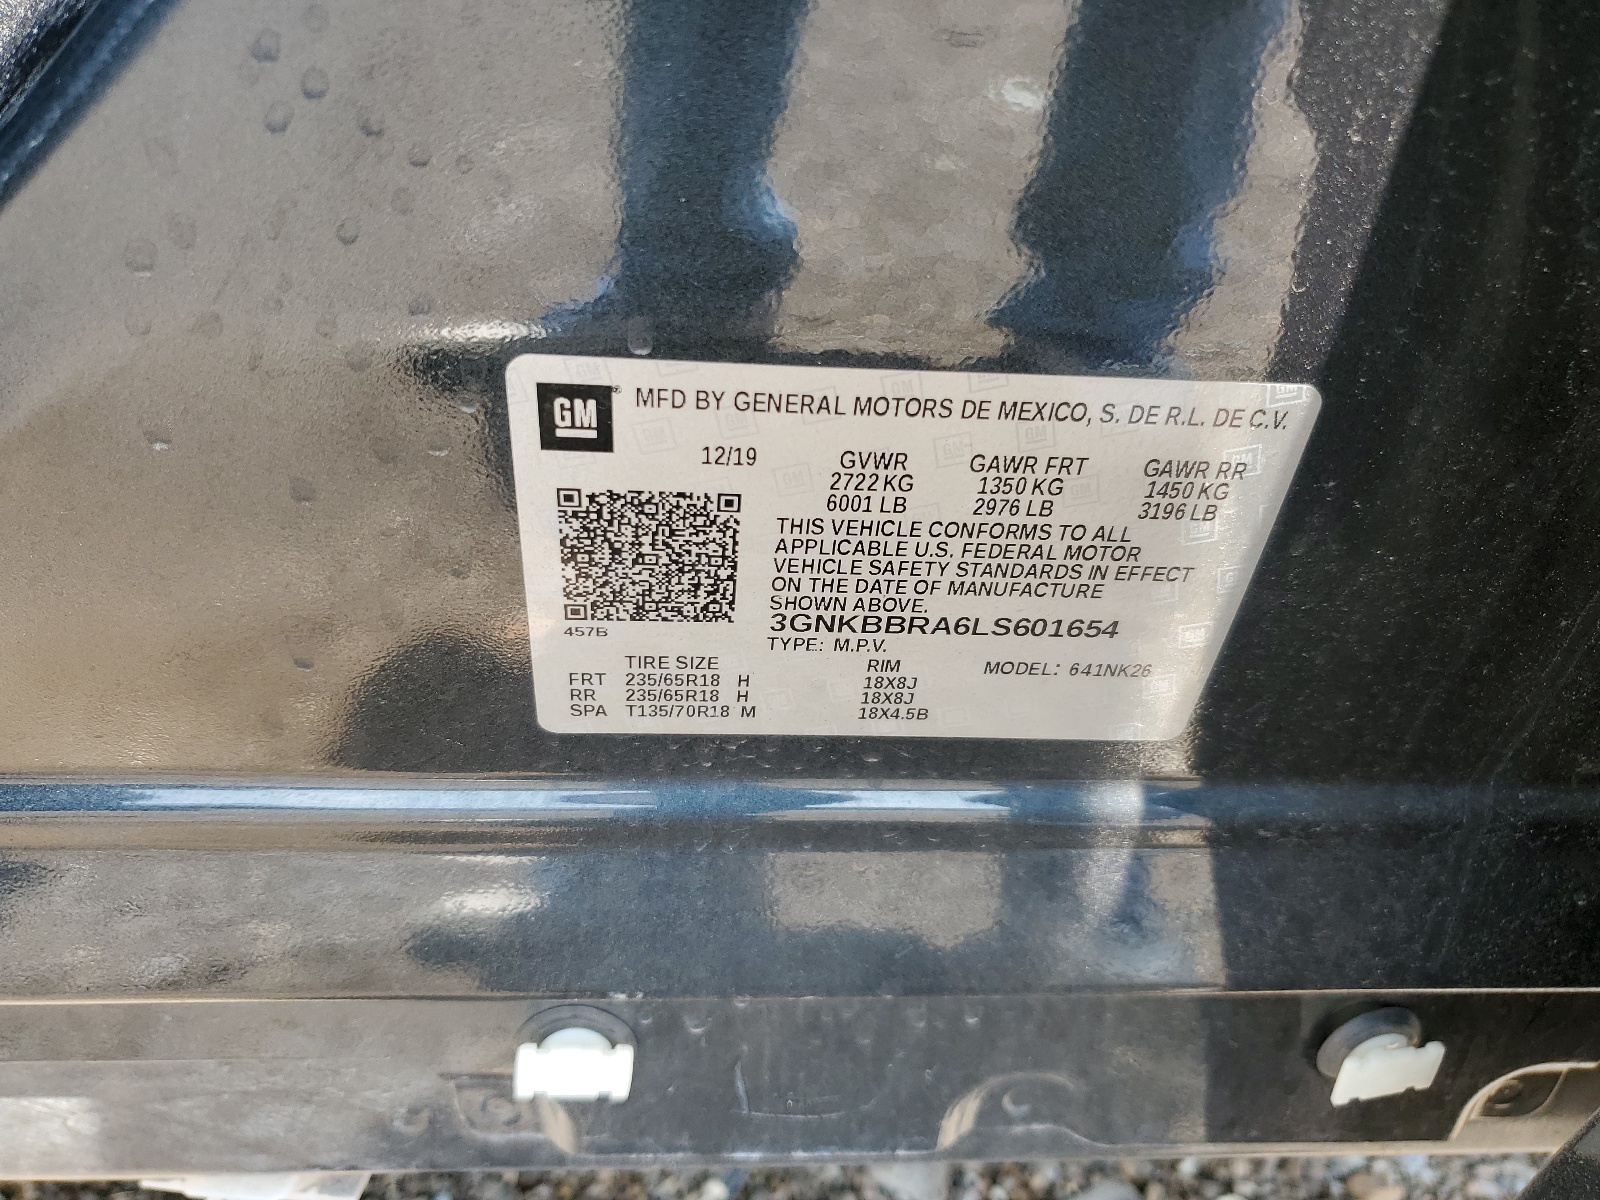 GM MFD BY GENERAL MOTORS DE MEXICO, S. DE R.L. DE C.V.
12/19 GVWR GAWR FRT GAWR RR
2722 KG 1350 KG 1450 KG
6001 LB 2976 LB 3196 LB
THIS VEHICLE CONFORMS TO ALL
APPLICABLE U.S. FEDERAL MOTOR
VEHICLE SAFETY STANDARDS IN EFFECT
ON THE DATE OF MANUFACTURE
SHOWN ABOVE.
3GNKBBRA6LS601654
457B
TYPE: M.P.V.
TIRE SIZE RIM MODEL: 641NK26
FRT 235/65R18 H 18X8J
RR 235/65R18 H 18X8J
SPA T135/70R18 M 18X4.5B